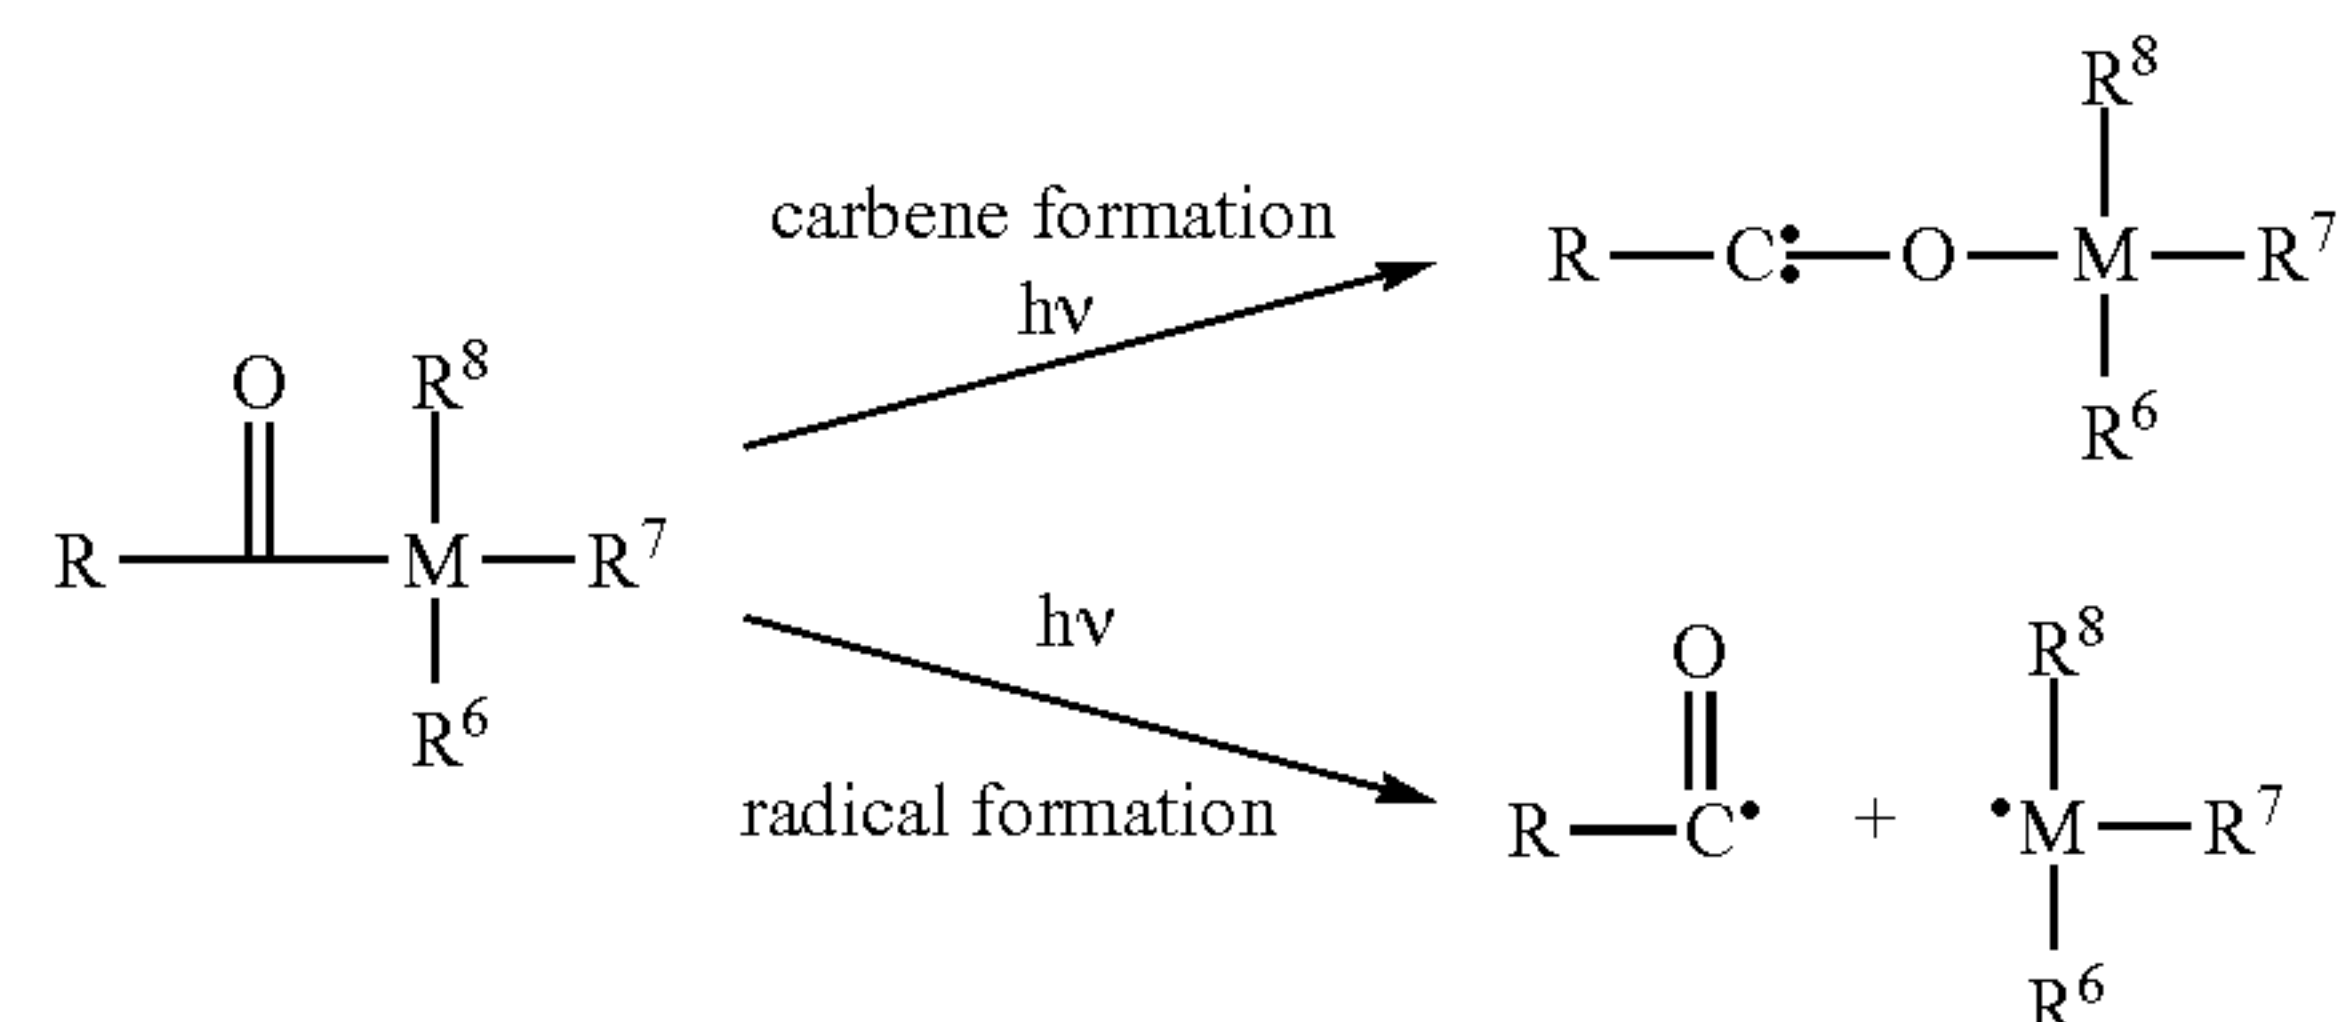 R⁸
carbene formation
R—C:—O—M—R⁷
hν
O R⁸
R⁶
R M—R⁷
hν
O R⁸
R⁶
radical formation
R—C• + •M—R⁷
R⁶